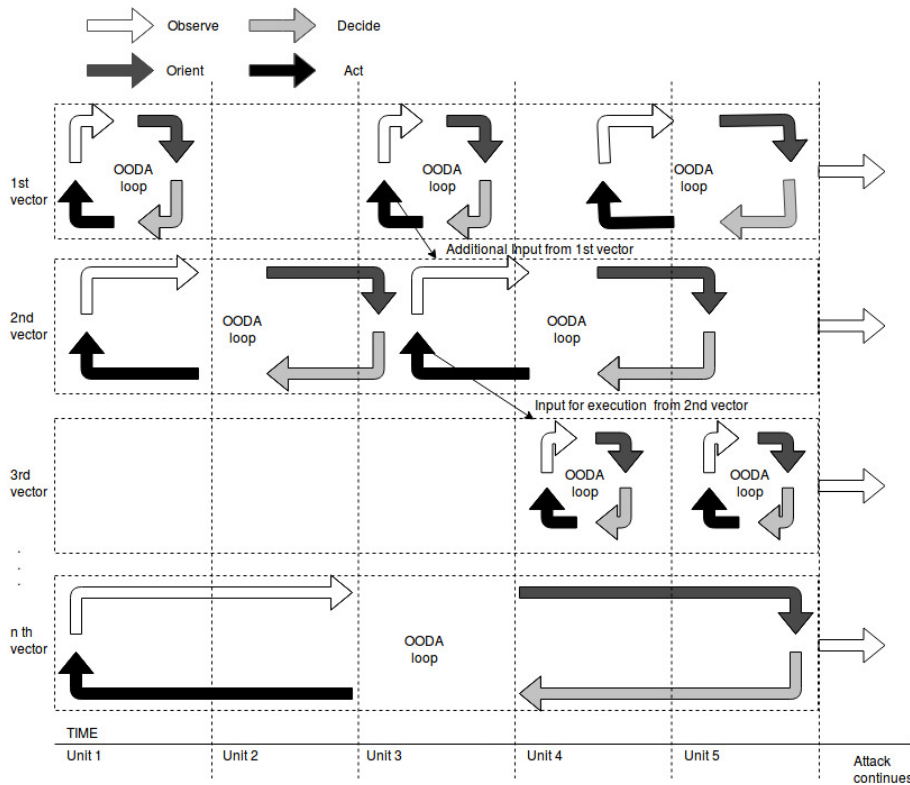 Observe
Decide
Orient
Act
1st
vector
OODA
loop
OODA
loop
OODA
loop
Additional Input from 1st vector
2nd
vector
OODA
loop
OODA
loop
Input for execution from 2nd vector
3rd
vector
OODA
loop
OODA
loop
.
.
.
n th
vector
OODA
loop
TIME
Unit 1
Unit 2
Unit 3
Unit 4
Unit 5
Attack
continues